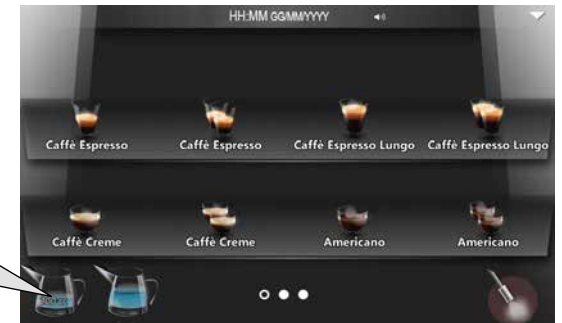 HH:MM GG/MM/YYYY
Caffè Espresso
Caffè Espresso
Caffè Espresso Lungo
Caffè Espresso Lungo
Caffè Creme
Caffè Creme
Americano
Americano